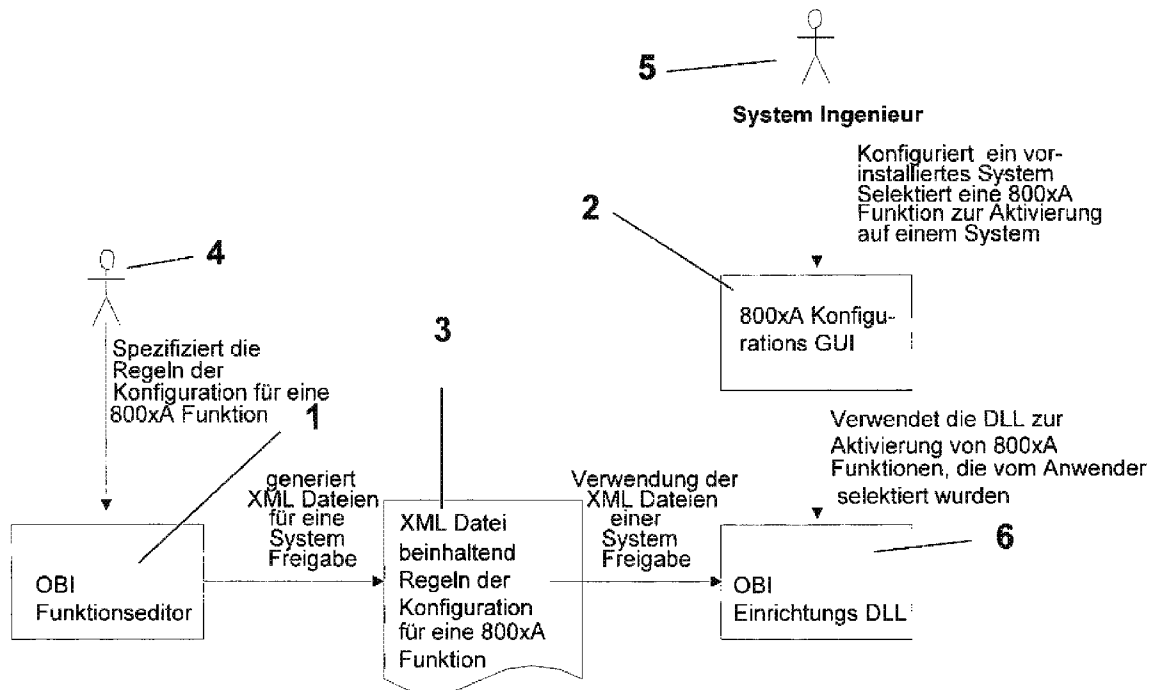 5
System Ingenieur
Konfiguriert ein vor-
installiertes System
Selektiert eine 800xA
Funktion zur Aktivierung
auf einem System
2
800xA Konfigu-
rations GUI
4
Spezifiziert die
Regeln der
Konfiguration für eine
800xA Funktion
1
3
Verwendet die DLL zur
Aktivierung von 800xA
Funktionen, die vom Anwender
selektiert wurden
generiert
XML Dateien
für eine
System
Freigabe
Verwendung der
XML Dateien
einer
System
Freigabe
OBI
Funktionseditor
XML Datei
beinhaltend
Regeln der
Konfiguration
für eine 800xA
Funktion
6
OBI
Einrichtungs DLL